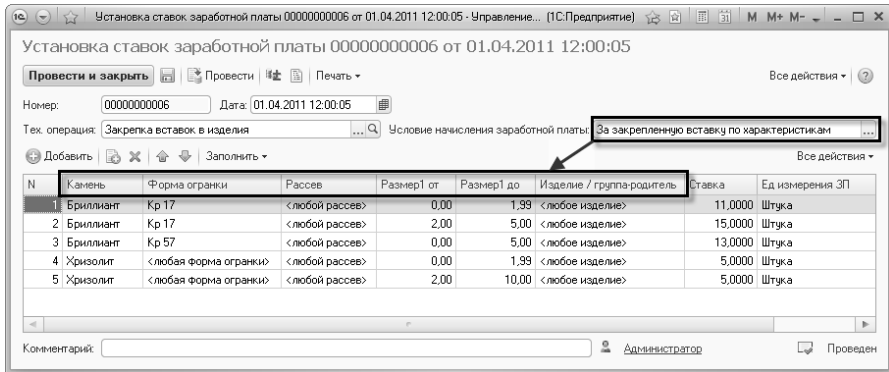 Установка ставок заработной платы 00000000006 от 01.04.2011 12:00:05 - Управление... (1С:Предприятие) M M+ M-
Установка ставок заработной платы 00000000006 от 01.04.2011 12:00:05
Провести и закрыть Провести Печать Все действия ?
Номер: 00000000006 Дата: 01.04.2011 12:00:05
Тех. операция: Закрепка вставок в изделия ... Условие начисления заработной платы: За закрепленную вставку по характеристикам ...
Добавить Заполнить Все действия
N Камень Форма огранки Рассев Размер1 от Размер1 до Изделие / группа-родитель Ставка Ед измерения ЗП
1 Бриллиант Кр 17 <любой рассев> 0,00 1,99 <любое изделие> 11,0000 Штука
2 Бриллиант Кр 17 <любой рассев> 2,00 5,00 <любое изделие> 15,0000 Штука
3 Бриллиант Кр 57 <любой рассев> 0,00 5,00 <любое изделие> 13,0000 Штука
4 Хризолит <любая форма огранки> <любой рассев> 0,00 1,99 <любое изделие> 5,0000 Штука
5 Хризолит <любая форма огранки> <любой рассев> 2,00 10,00 <любое изделие> 5,0000 Штука
Комментарий: Администратор Проведен